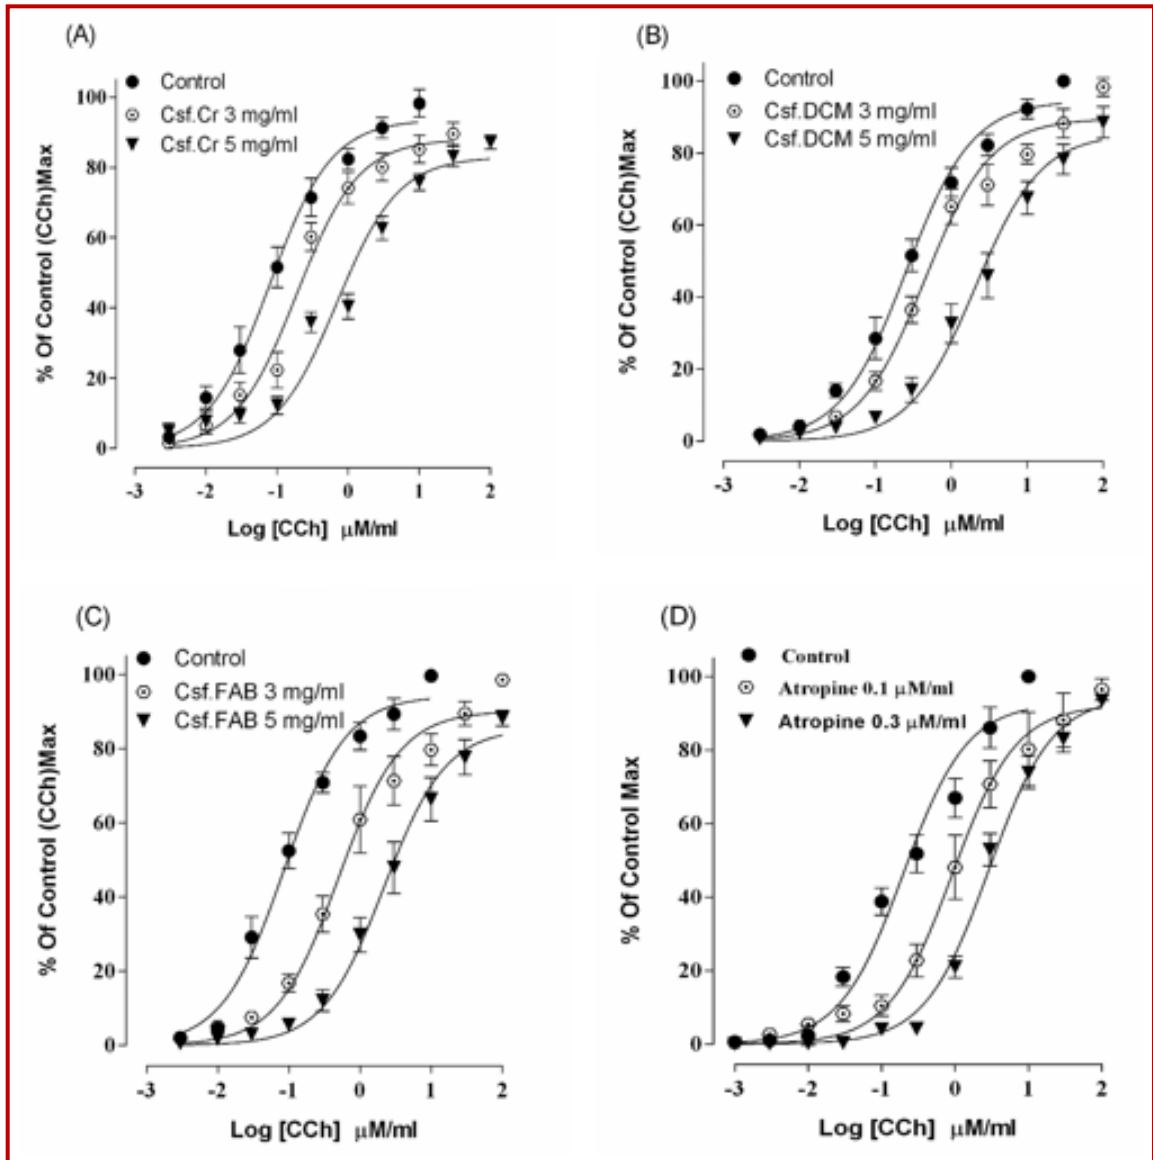 (A)
Control
Csf.Cr 3 mg/ml
Csf.Cr 5 mg/ml
100
80
60
40
20
0
% Of Control (CCh)Max
-3 -2 -1 0 1 2
Log [CCh] μM/ml
(B)
Control
Csf.DCM 3 mg/ml
Csf.DCM 5 mg/ml
100
80
60
40
20
0
% Of Control (CCh)Max
-3 -2 -1 0 1 2
Log [CCh] μM/ml
(C)
Control
Csf.FAB 3 mg/ml
Csf.FAB 5 mg/ml
100
80
60
40
20
0
% Of Control (CCh)Max
-3 -2 -1 0 1 2
Log [CCh] μM/ml
(D)
Control
Atropine 0.1 μM/ml
Atropine 0.3 μM/ml
100
80
60
40
20
0
% Of Control Max
-3 -2 -1 0 1 2
Log [CCh] μM/ml